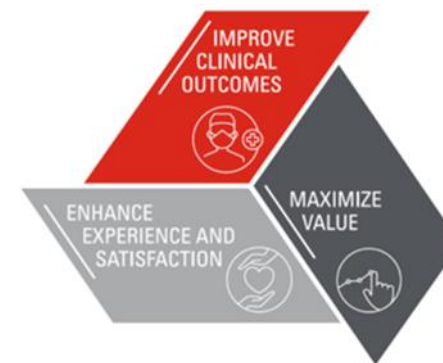 IMPROVE
CLINICAL
OUTCOMES
ENHANCE
EXPERIENCE AND
SATISFACTION
MAXIMIZE
VALUE